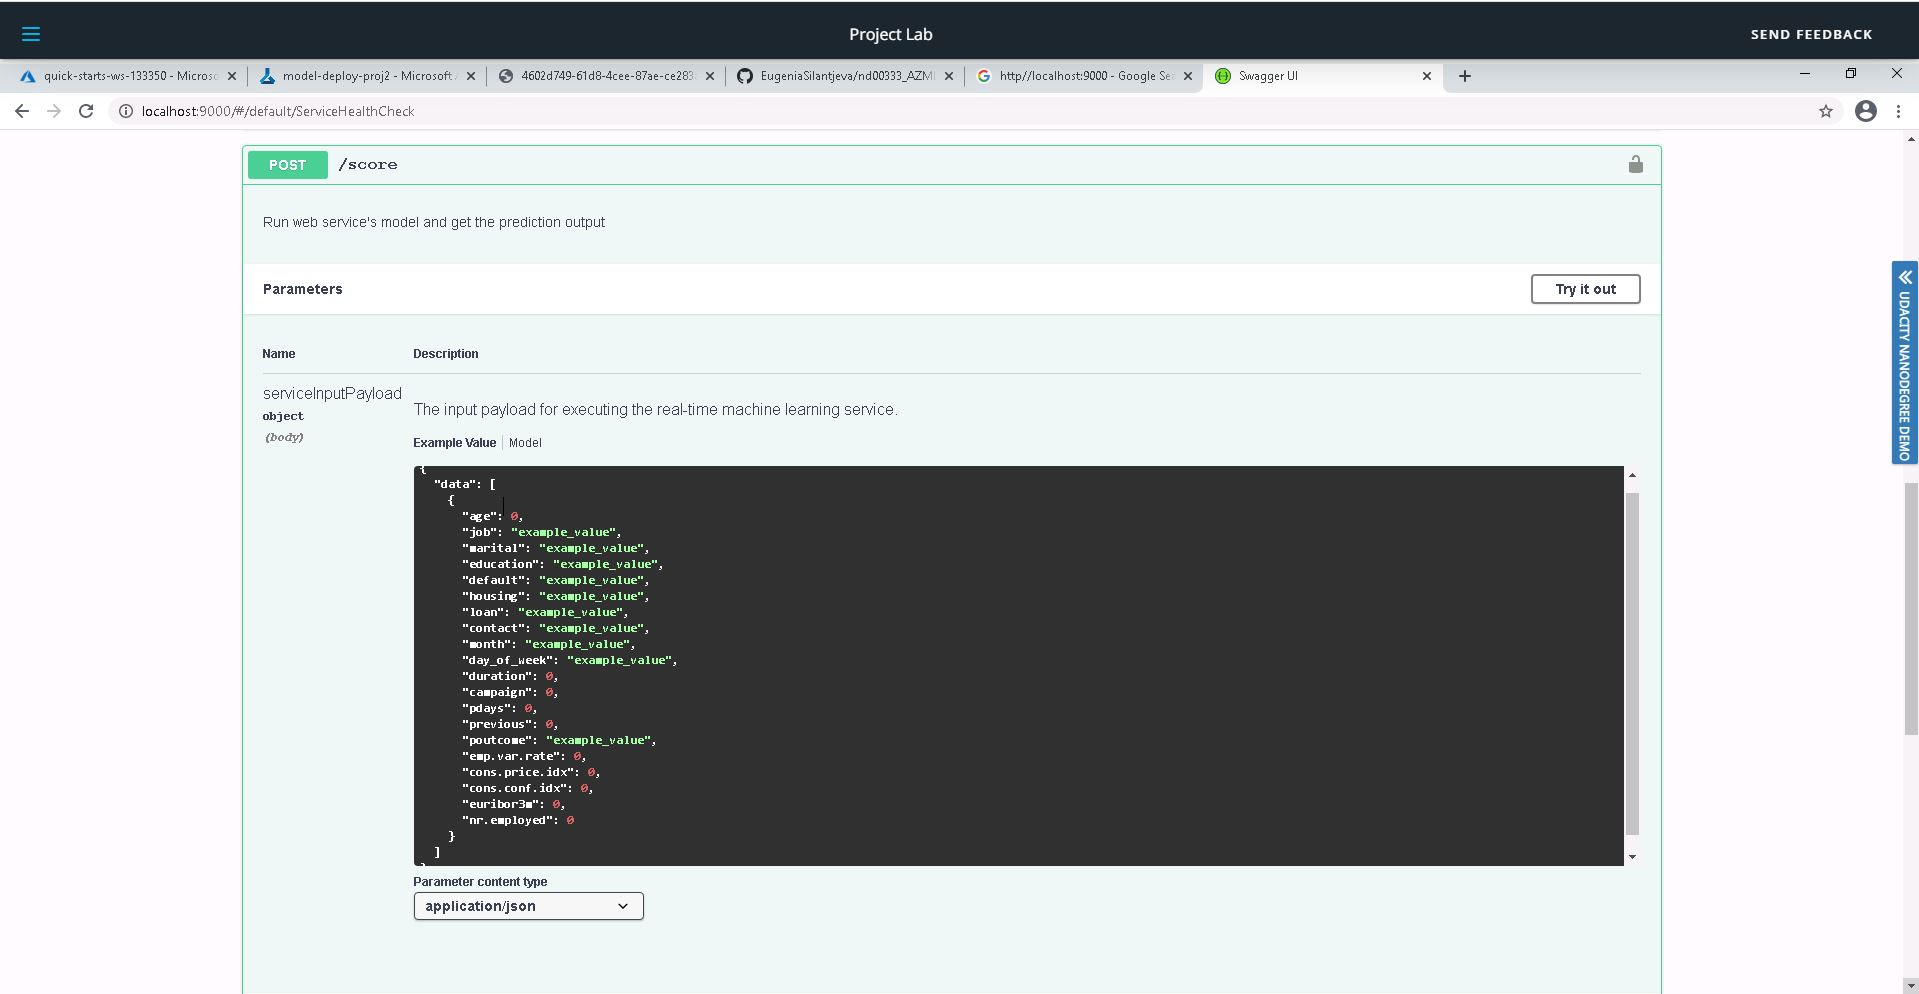 Project Lab
SEND FEEDBACK
quick-starts-ws-133350 - Micros
model-deploy-proj2 - Microsoft
4602d749-61d8-4cee-87ae-ce283
EugeniaSilantjeva/nd00333_AZM
http//localhost:9000 - Google Se
Swagger UI
localhost:9000/#/default/ServiceHealthCheck
POST
/score
Run web service's model and get the prediction output
Parameters
Try it out
UDACITY NANODEGREE DEMO
Name
Description
serviceInputPayload
object
(body)
The input payload for executing the real-time machine learning service.
Example Value
Model
{
"data": [
{
"age": 0,
"job": "example_value",
"marital": "example_value",
"education": "example_value",
"default": "example_value",
"housing": "example_value",
"loan": "example_value",
"contact": "example_value",
"month": "example_value",
"day_of_week": "example_value",
"duration": 0,
"campaign": 0,
"pdays": 0,
"previous": 0,
"poutcome": "example_value",
"emp.var.rate": 0,
"cons.price.idx": 0,
"cons.conf.idx": 0,
"euribor3m": 0,
"nr.employed": 0
}
]
}
Parameter content type
application/json